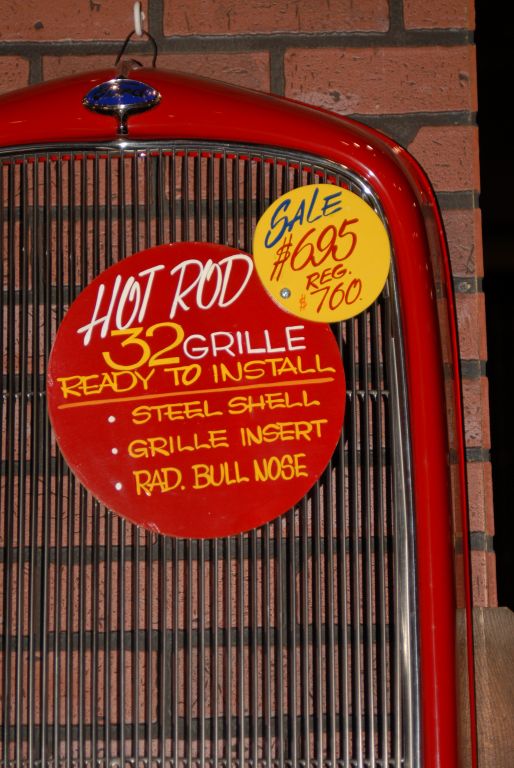 SALE
$695
REG.
$760.
HOT ROD
32 GRILLE
READY TO INSTALL
• STEEL SHELL
• GRILLE INSERT
• RAD. BULL NOSE